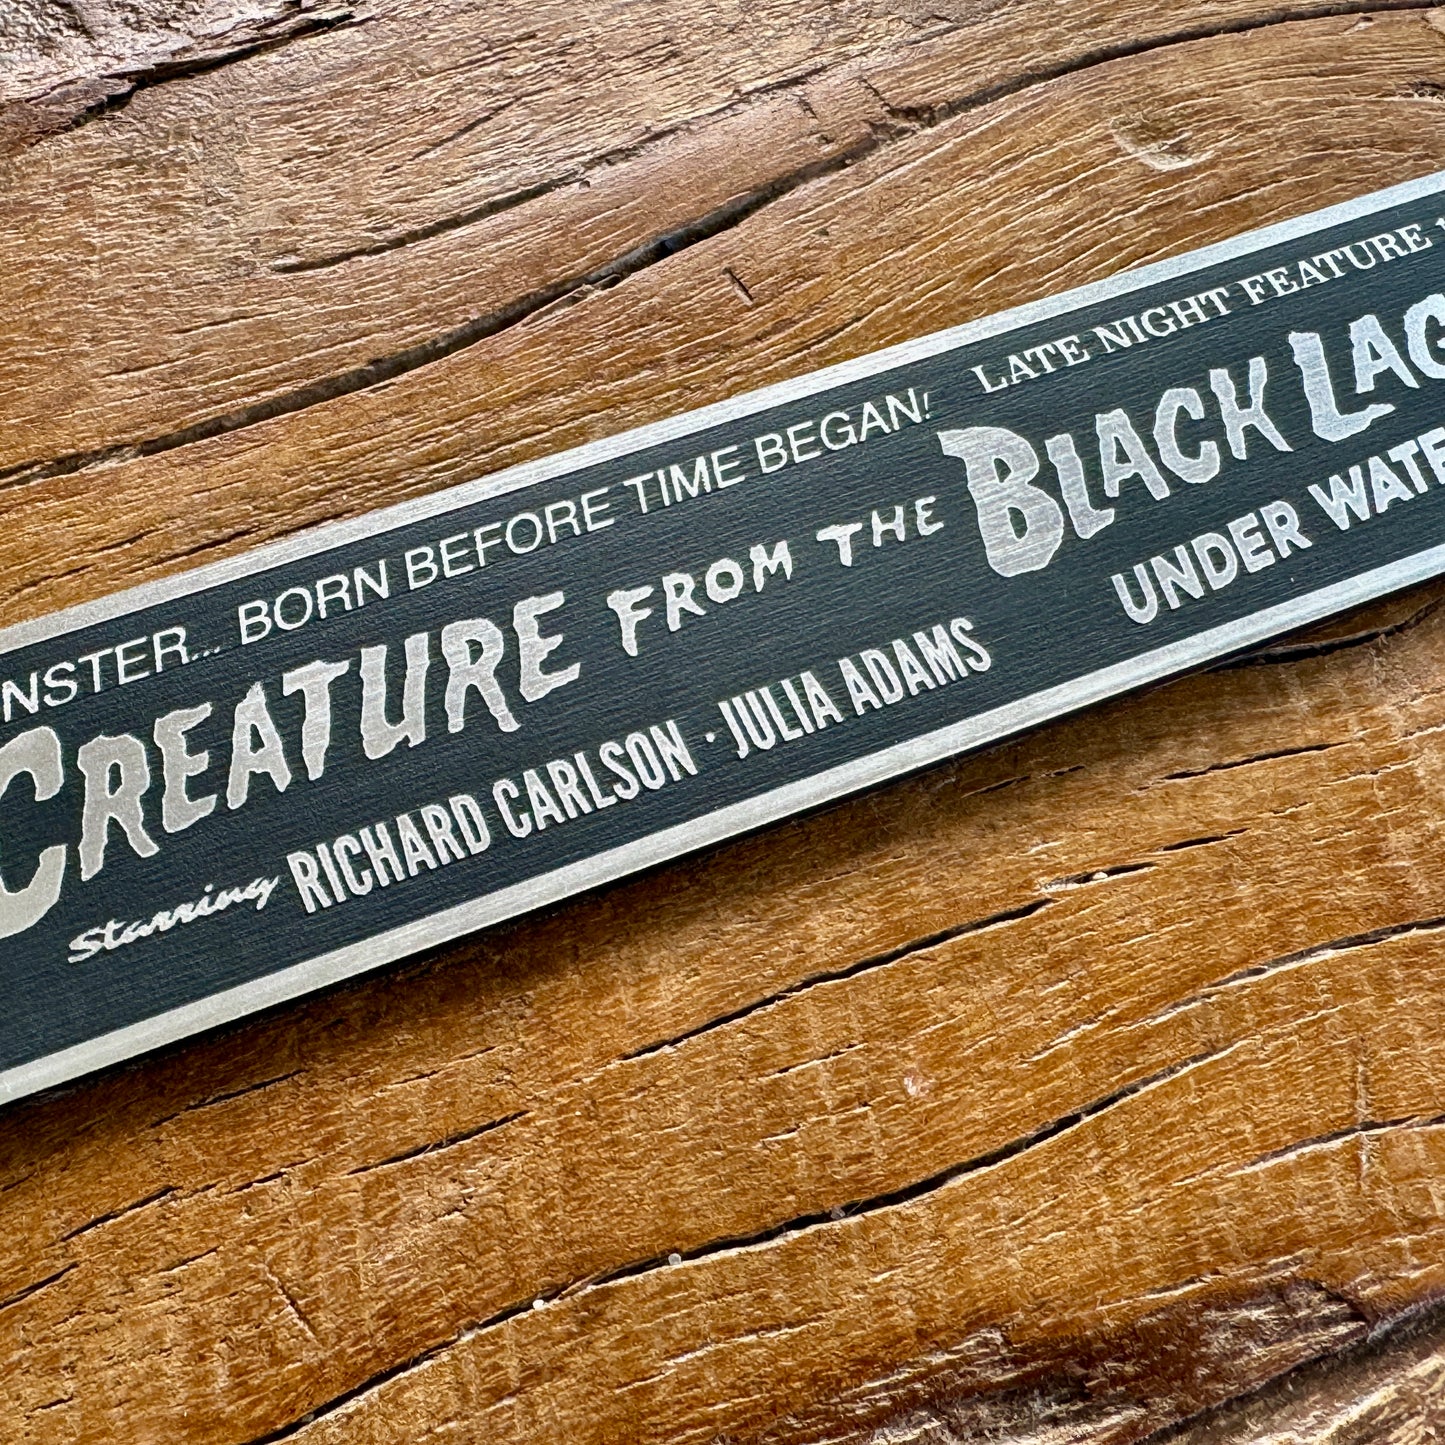 NSTER... BORN BEFORE TIME BEGAN! LATE NIGHT FEATURE
CREATURE FROM THE BLACK LAG
Starring RICHARD CARLSON · JULIA ADAMS UNDER WATE